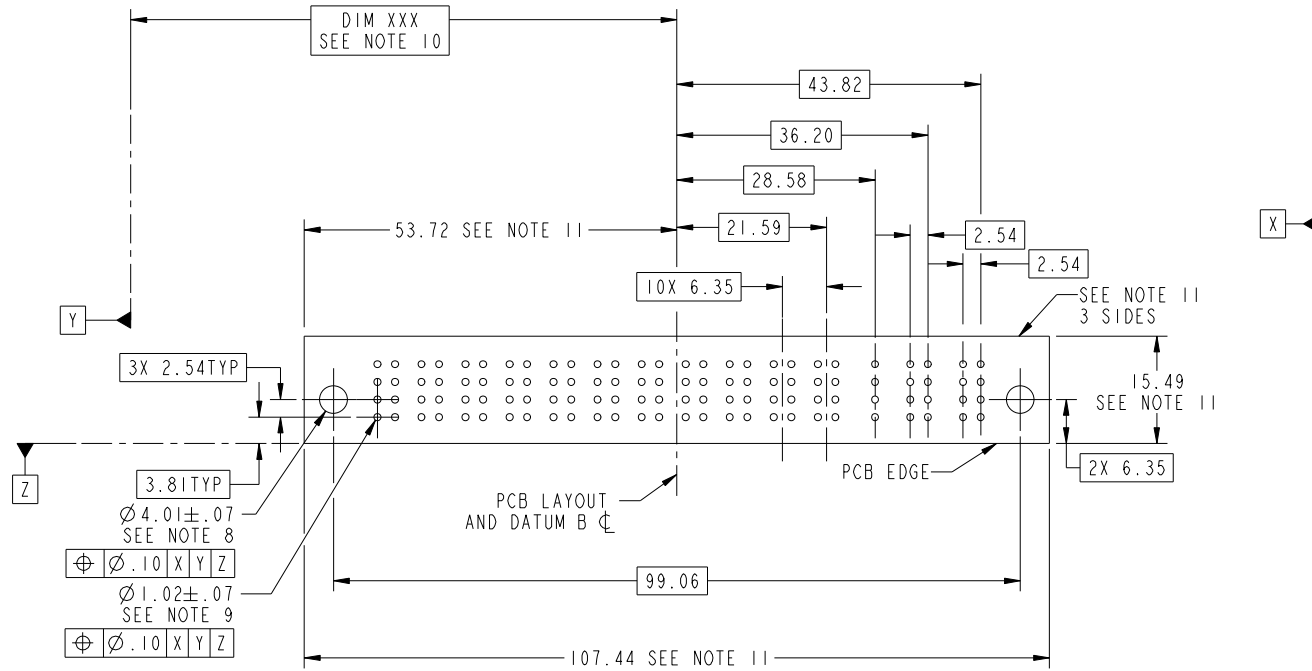 DIM XXX
SEE NOTE 10
43.82
36.20
28.58
53.72 SEE NOTE 11
21.59
2.54
X
10X 6.35
2.54
SEE NOTE 11
3 SIDES
Y
3X 2.54TYP
15.49
SEE NOTE 11
Z
3.81TYP
PCB EDGE
2X 6.35
PCB LAYOUT
AND DATUM B ℄
Ø4.01±.07
SEE NOTE 8
⌖ Ø.10 X Y Z
99.06
Ø1.02±.07
SEE NOTE 9
⌖ Ø.10 X Y Z
107.44 SEE NOTE 11